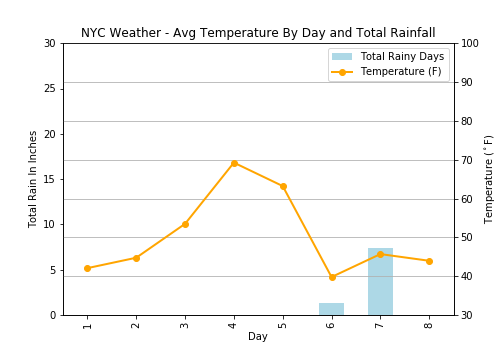 NYC Weather - Avg Temperature By Day and Total Rainfall
Total Rainy Days
Temperature (F)
30
25
20
15
10
5
0
Total Rain In Inches
100
90
80
70
60
50
40
30
Temperature (°F)
1 2 3 4 5 6 7 8
Day